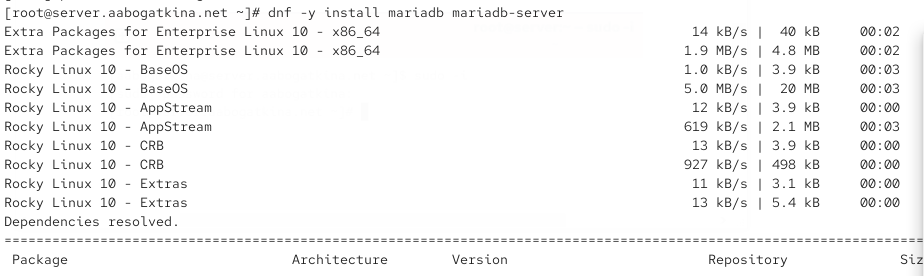 [root@server.aabogatkina.net ~]# dnf -y install mariadb mariadb-server
Extra Packages for Enterprise Linux 10 - x86_64 14 kB/s | 40 kB 00:02
Extra Packages for Enterprise Linux 10 - x86_64 1.9 MB/s | 4.8 MB 00:02
Rocky Linux 10 - BaseOS 1.0 kB/s | 3.9 kB 00:03
Rocky Linux 10 - BaseOS 5.0 MB/s | 20 MB 00:03
Rocky Linux 10 - AppStream 12 kB/s | 3.9 kB 00:00
Rocky Linux 10 - AppStream 619 kB/s | 2.1 MB 00:03
Rocky Linux 10 - CRB 13 kB/s | 3.9 kB 00:00
Rocky Linux 10 - CRB 927 kB/s | 498 kB 00:00
Rocky Linux 10 - Extras 11 kB/s | 3.1 kB 00:00
Rocky Linux 10 - Extras 13 kB/s | 5.4 kB 00:00
Dependencies resolved.
================================================================================
Package Architecture Version Repository Siz